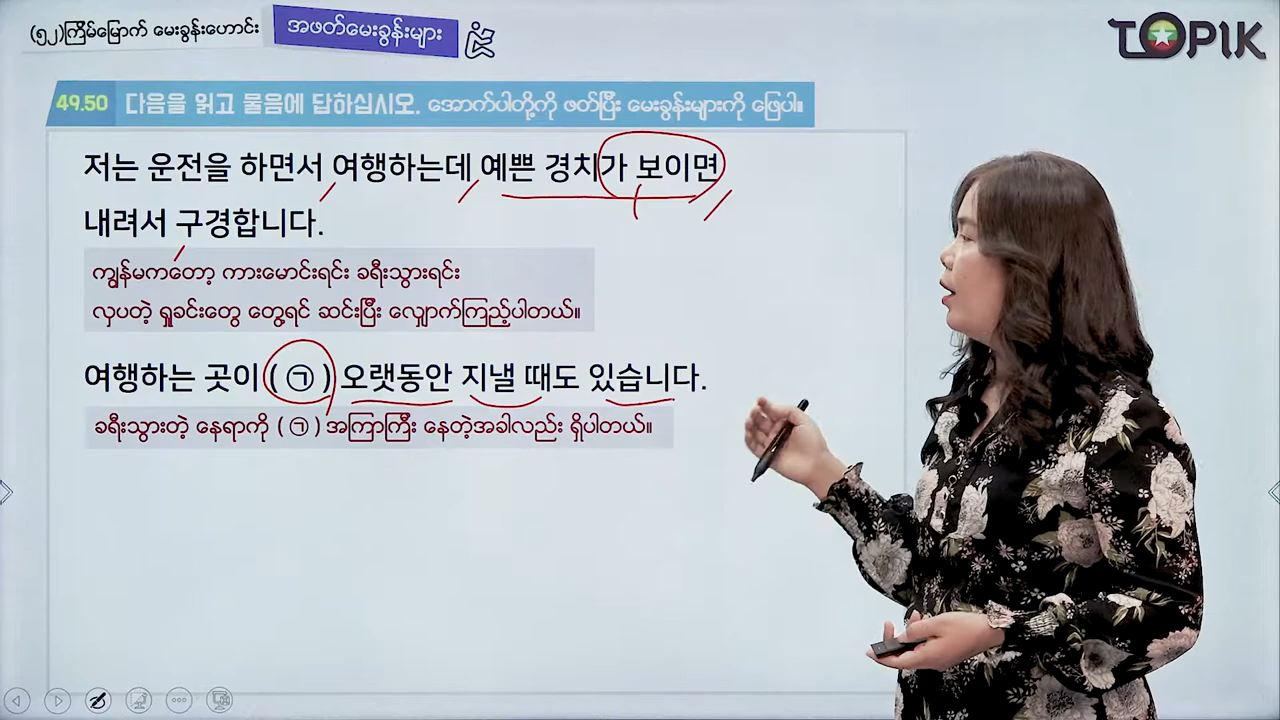 (၅၂)ကြိမ်မြောက် မေးခွန်းဟောင်း
အဖတ်မေးခွန်းများ
TOPIK
49.50 다음을 읽고 물음에 답하십시오. အောက်ပါတို့ကို ဖတ်ပြီး မေးခွန်းများကို ဖြေပါ။
저는 운전을 하면서 여행하는데 예쁜 경치가 보이면
내려서 구경합니다.
ကျွန်မကတော့ ကားမောင်းရင်း ခရီးသွားရင်း
လှပတဲ့ ရှုခင်းတွေ တွေ့ရင် ဆင်းပြီး လျှောက်ကြည့်ပါတယ်။
여행하는 곳이 ( ㉠ ) 오랫동안 지낼 때도 있습니다.
ခရီးသွားတဲ့ နေရာကို ( ㉠ ) အကြာကြီး နေတဲ့အခါလည်း ရှိပါတယ်။